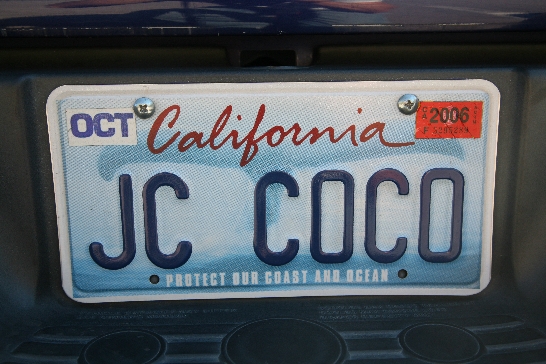 OCT California 2006
JC COCO
PROTECT OUR COAST AND OCEAN